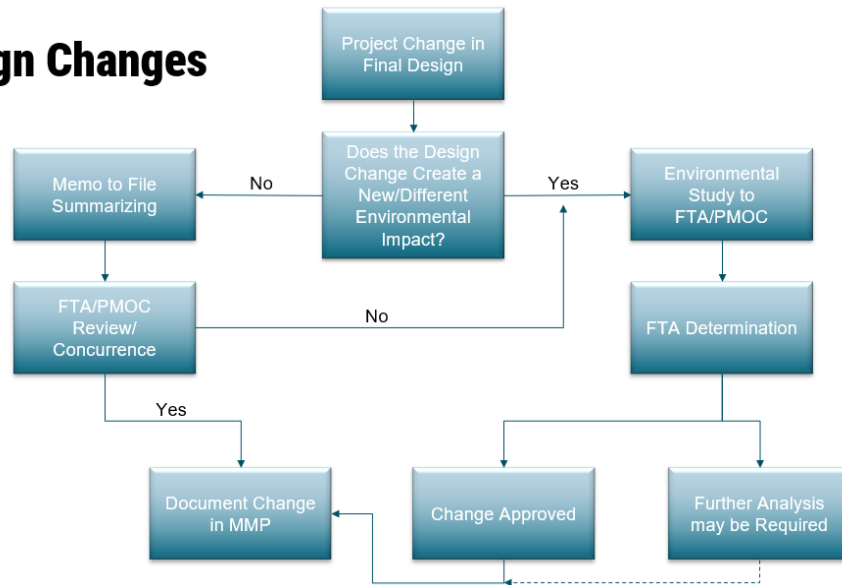 gn Changes
Project Change in
Final Design
Does the Design
Change Create a
New/Different
Environmental
Impact?
No
Yes
Memo to File
Summarizing
Environmental
Study to
FTA/PMOC
FTA/PMOC
Review/
Concurrence
No
FTA Determination
Yes
Document Change
in MMP
Change Approved
Further Analysis
may be Required